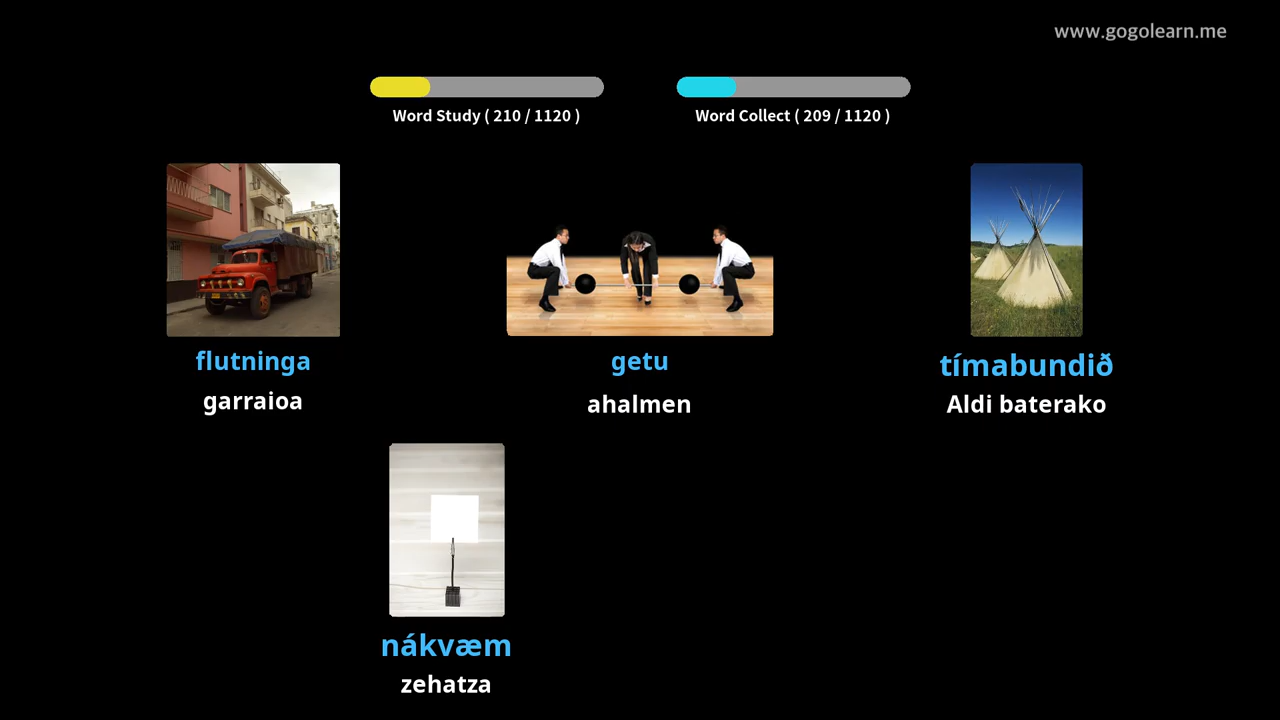 www.gogolearn.me
Word Study ( 210 / 1120 )
Word Collect ( 209 / 1120 )
flutninga
garraioa
getu
ahalmen
tímabundið
Aldi baterako
nákvæm
zehatza